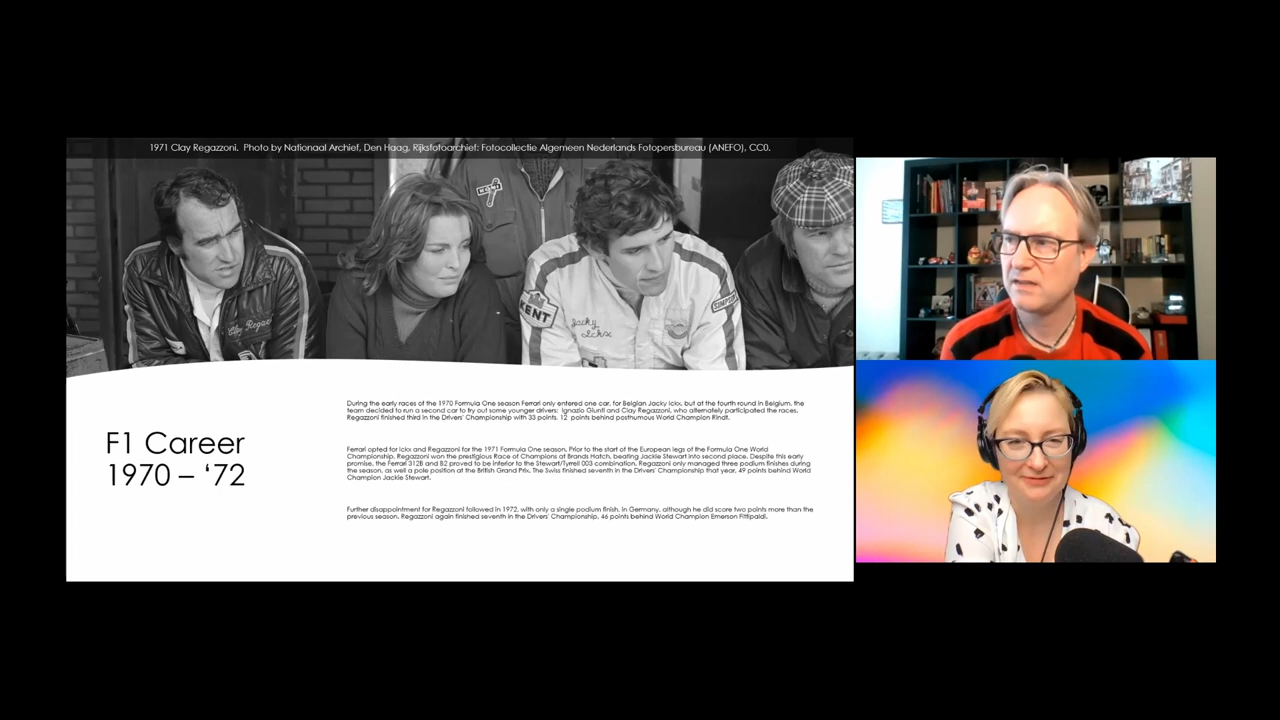 1971 Clay Regazzoni. Photo by Nationaal Archief, Den Haag, Rijksfotoarchief: Fotocollectie Algemeen Nederlands Fotopersbureau (ANEFO), CC0.
KONI
Clay Regaz
KENT
Jacky
Ickx
SIMPSON
F1 Career
1970 – ‘72
During the early races of the 1970 Formula One season Ferrari only entered one car, for Belgian Jacky Ickx, but at the fourth round in Belgium, the
team decided to run a second car to try out some younger drivers: Ignazio Giunti and Clay Regazzoni, who alternately participated the races.
Regazzoni finished third in the Drivers' Championship with 33 points, 12 points behind posthumous World Champion Rindt.
Ferrari opted for Ickx and Regazzoni for the 1971 Formula One season. Prior to the start of the European legs of the Formula One World
Championship, Regazzoni won the prestigious Race of Champions at Brands Hatch, beating Jackie Stewart into second place. Despite this early
promise, the Ferrari 312B and B2 proved to be inferior to the Stewart/Tyrrell 003 combination. Regazzoni only managed three podium finishes during
the season, as well a pole position at the British Grand Prix. The Swiss finished seventh in the Drivers' Championship that year, 49 points behind World
Champion Jackie Stewart.
Further disappointment for Regazzoni followed in 1972, with only a single podium finish, in Germany, although he did score two points more than the
previous season. Regazzoni again finished seventh in the Drivers' Championship, 46 points behind World Champion Emerson Fittipaldi.